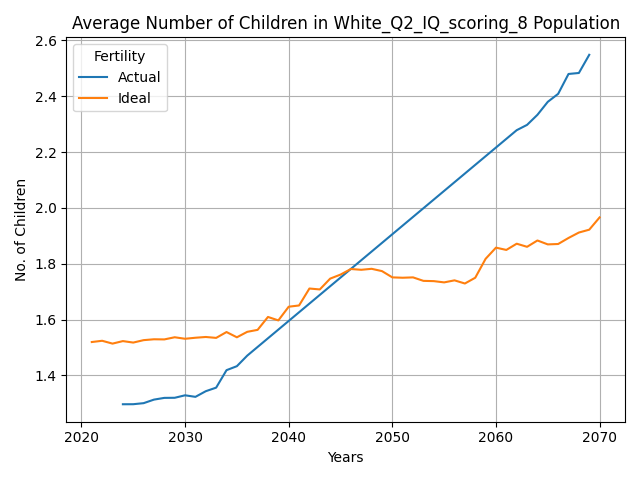 Average Number of Children in White_Q2_IQ_scoring_8 Population
Fertility
Actual
Ideal
No. of Children
2.6
2.4
2.2
2.0
1.8
1.6
1.4
2020 2030 2040 2050 2060 2070
Years